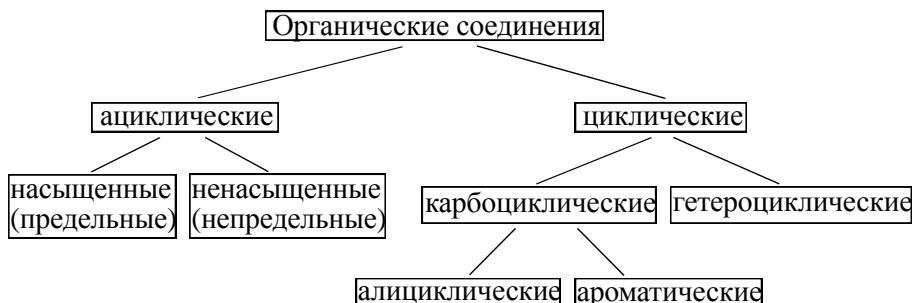 Органические соединения
ациклические
циклические
насыщенные
(предельные)
ненасыщенные
(непредельные)
карбоциклические
гетероциклические
алициклические
ароматические